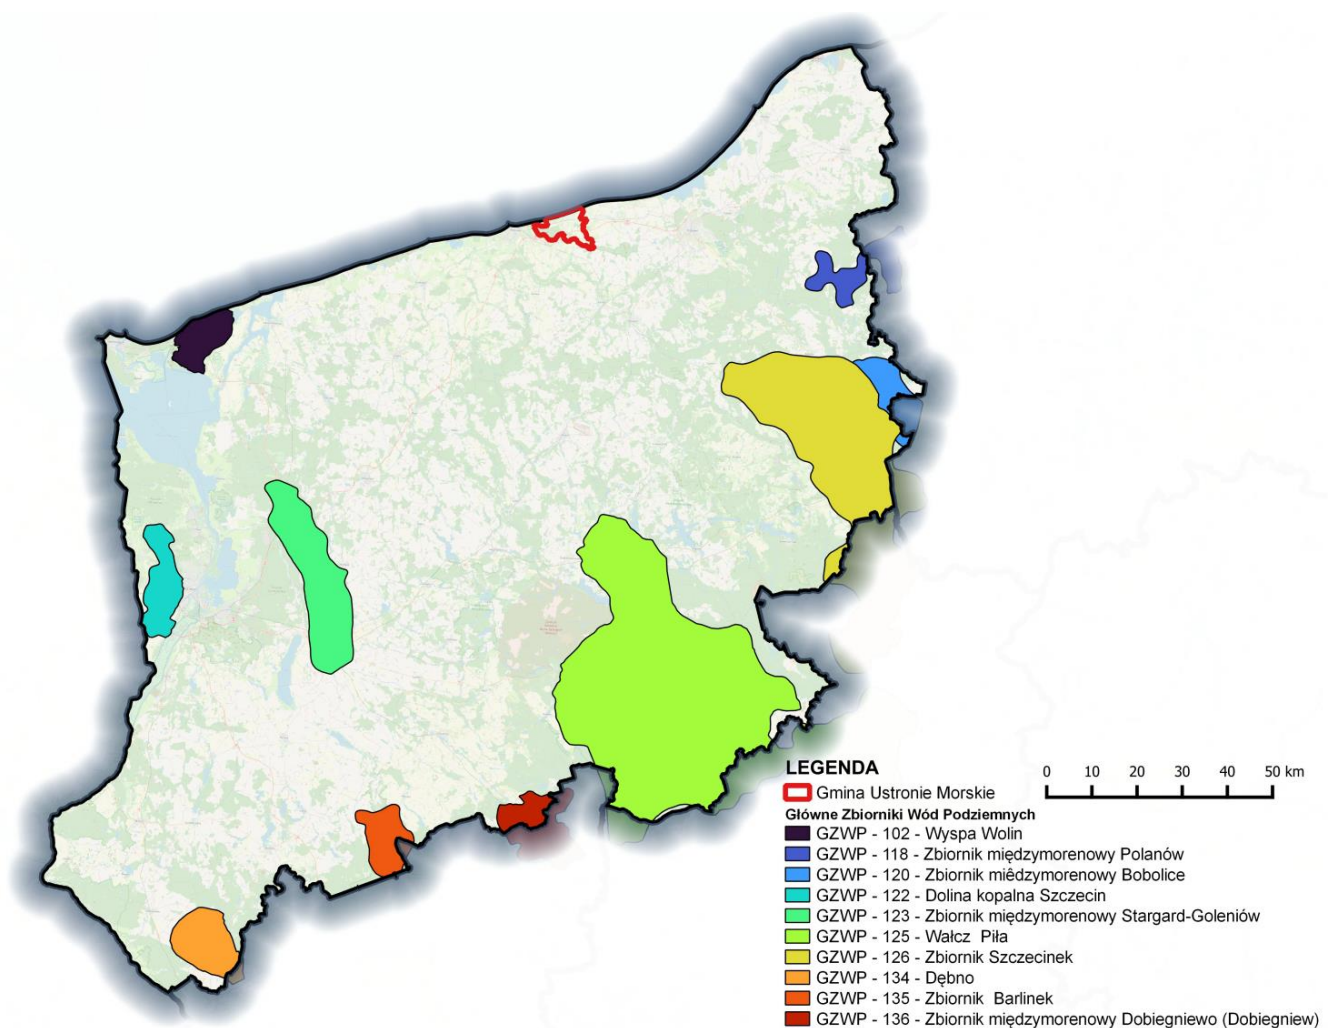 LEGENDA
Gmina Ustronie Morskie
Główne Zbiorniki Wód Podziemnych
GZWP - 102 - Wyspa Wolin
GZWP - 118 - Zbiornik międzymorenowy Polanów
GZWP - 120 - Zbiornik miêdzymorenowy Bobolice
GZWP - 122 - Dolina kopalna Szczecin
GZWP - 123 - Zbiornik międzymorenowy Stargard-Goleniów
GZWP - 125 - Wałcz Piła
GZWP - 126 - Zbiornik Szczecinek
GZWP - 134 - Dębno
GZWP - 135 - Zbiornik Barlinek
GZWP - 136 - Zbiornik międzymorenowy Dobiegniewo (Dobiegniew)
0 10 20 30 40 50 km